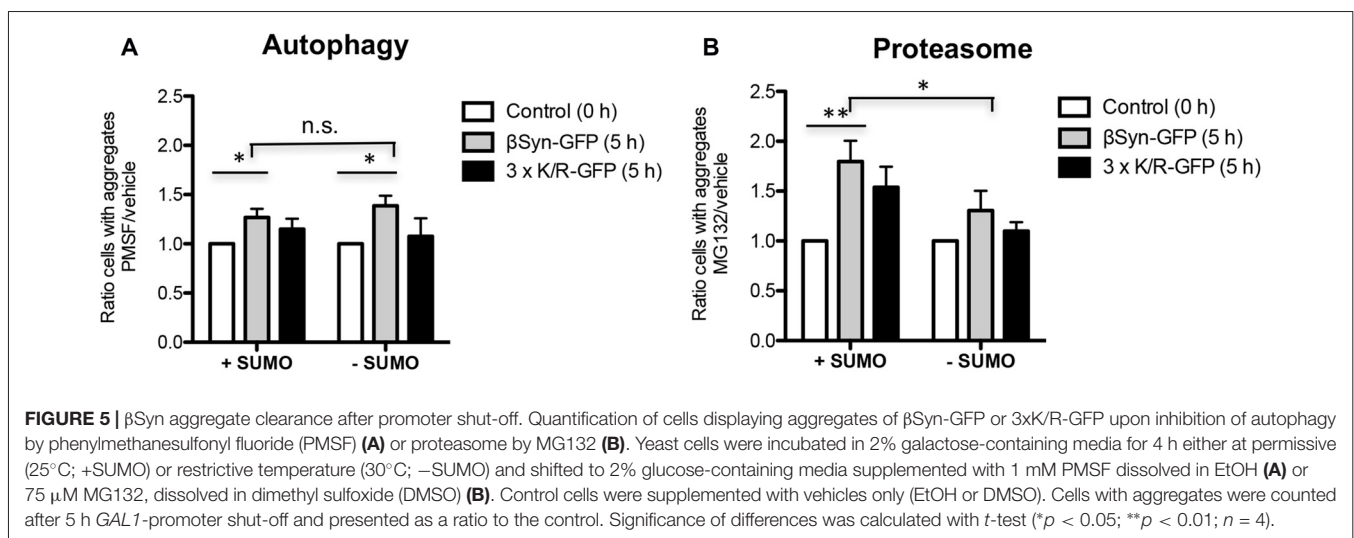 A
Autophagy
Ratio cells with aggregates
PMSF/vehicle
2.5
2.0
1.5
1.0
0.5
0.0
*
n.s.
*
+ SUMO
- SUMO
Control (0 h)
βSyn-GFP (5 h)
3 x K/R-GFP (5 h)
B
Proteasome
Ratio cells with aggregates
MG132/vehicle
2.5
2.0
1.5
1.0
0.5
0.0
**
*
+ SUMO
- SUMO
Control (0 h)
βSyn-GFP (5 h)
3 x K/R-GFP (5 h)
FIGURE 5 | βSyn aggregate clearance after promoter shut-off. Quantification of cells displaying aggregates of βSyn-GFP or 3xK/R-GFP upon inhibition of autophagy
by phenylmethanesulfonyl fluoride (PMSF) (A) or proteasome by MG132 (B). Yeast cells were incubated in 2% galactose-containing media for 4 h either at permissive
(25°C; +SUMO) or restrictive temperature (30°C; −SUMO) and shifted to 2% glucose-containing media supplemented with 1 mM PMSF dissolved in EtOH (A) or
75 μM MG132, dissolved in dimethyl sulfoxide (DMSO) (B). Control cells were supplemented with vehicles only (EtOH or DMSO). Cells with aggregates were counted
after 5 h GAL1-promoter shut-off and presented as a ratio to the control. Significance of differences was calculated with t-test (*p < 0.05; **p < 0.01; n = 4).